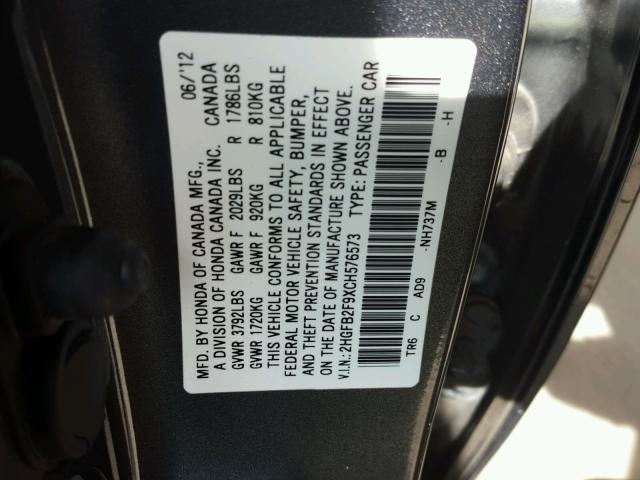 MFD. BY HONDA OF CANADA MFG., 06/'12
A DIVISION OF HONDA CANADA INC. CANADA
GVWR 3792LBS GAWR F 2029LBS R 1786LBS
GVWR 1720KG GAWR F 920KG R 810KG
THIS VEHICLE CONFORMS TO ALL APPLICABLE
FEDERAL MOTOR VEHICLE SAFETY, BUMPER,
AND THEFT PREVENTION STANDARDS IN EFFECT
ON THE DATE OF MANUFACTURE SHOWN ABOVE.
V.I.N.: 2HGFB2F9XCH576573 TYPE: PASSENGER CAR
TR6 C AD9 -NH737M -B -H